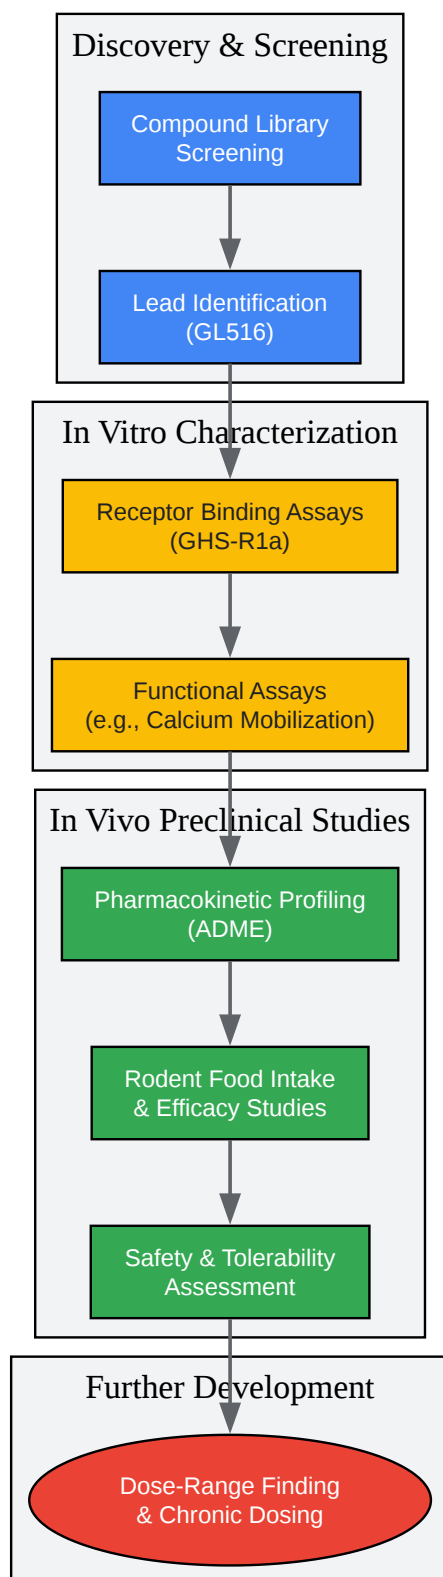 Discovery & Screening
Compound Library
Screening
Lead Identification
(GL516)
In Vitro Characterization
Receptor Binding Assays
(GHS-R1a)
Functional Assays
(e.g., Calcium Mobilization)
In Vivo Preclinical Studies
Pharmacokinetic Profiling
(ADME)
Rodent Food Intake
& Efficacy Studies
Safety & Tolerability
Assessment
Further Development
Dose-Range Finding
& Chronic Dosing